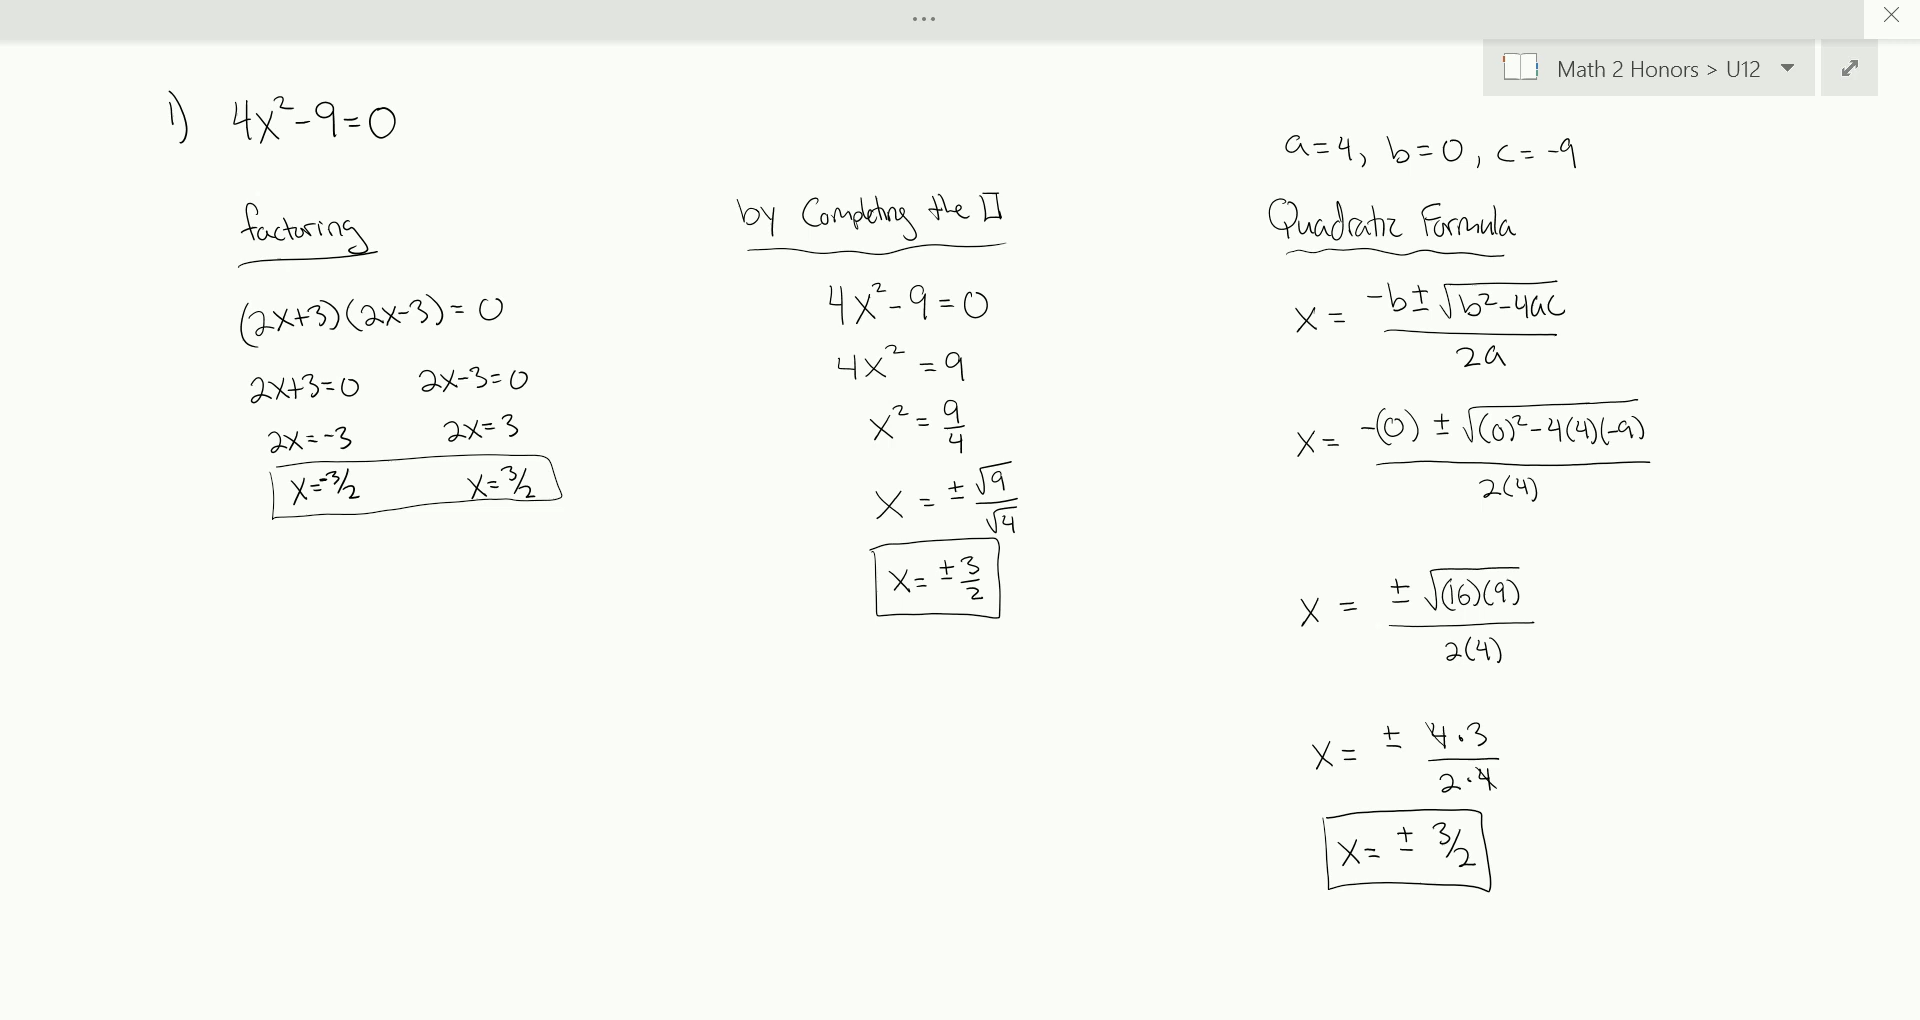 ...
Math 2 Honors > U12
1) 4x²-9=0
factoring
(2x+3)(2x-3)=0
2x+3=0 2x-3=0
2x=-3 2x=3
x=-3/2 x=3/2
by Completing the □
4x²-9=0
4x²=9
x²=9/4
x=±√9/√4
x=±3/2
a=4, b=0, c=-9
Quadratic Formula
x=-b±√b²-4ac/2a
x=-(0)±√(0)²-4(4)(-9)/2(4)
x=±√(16)(9)/2(4)
x=± 4·3/2·4
x=± 3/2